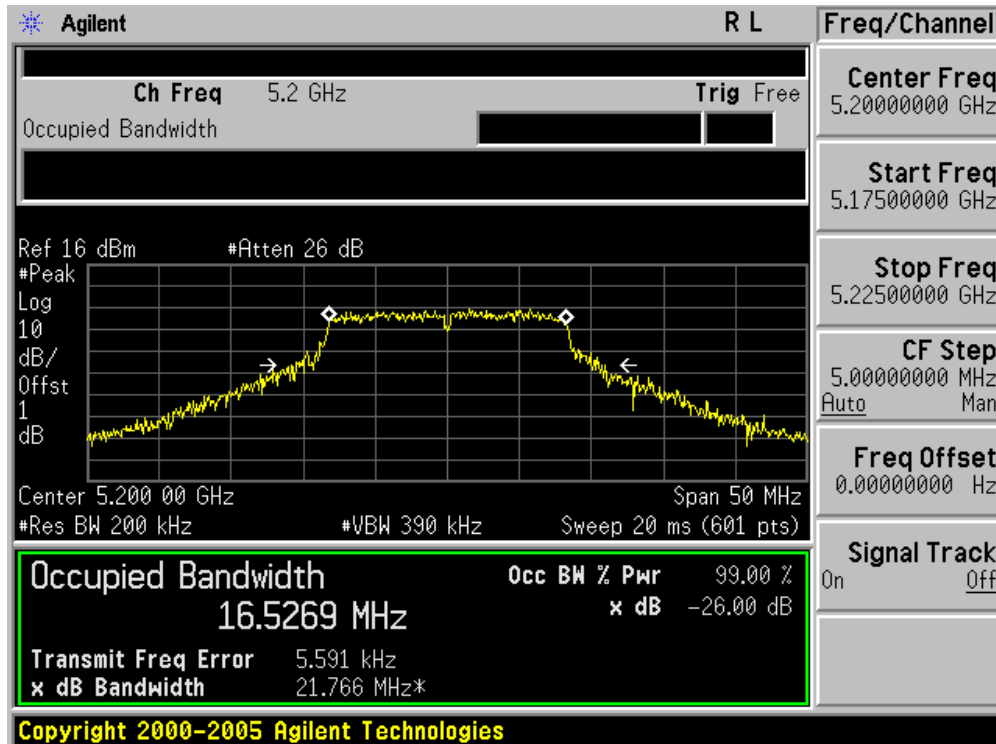 Agilent R L
Ch Freq 5.2 GHz Trig Free
Occupied Bandwidth
Ref 16 dBm #Atten 26 dB
#Peak
Log
10
dB/
Offst
1
dB
Center 5.200 00 GHz Span 50 MHz
#Res BW 200 kHz #VBW 390 kHz Sweep 20 ms (601 pts)
Occupied Bandwidth
16.5269 MHz
Occ BW % Pwr 99.00 %
x dB -26.00 dB
Transmit Freq Error 5.591 kHz
x dB Bandwidth 21.766 MHz*
Copyright 2000-2005 Agilent Technologies
Freq/Channel
Center Freq
5.20000000 GHz
Start Freq
5.17500000 GHz
Stop Freq
5.22500000 GHz
CF Step
5.00000000 MHz
Auto Man
Freq Offset
0.00000000 Hz
Signal Track
On Off